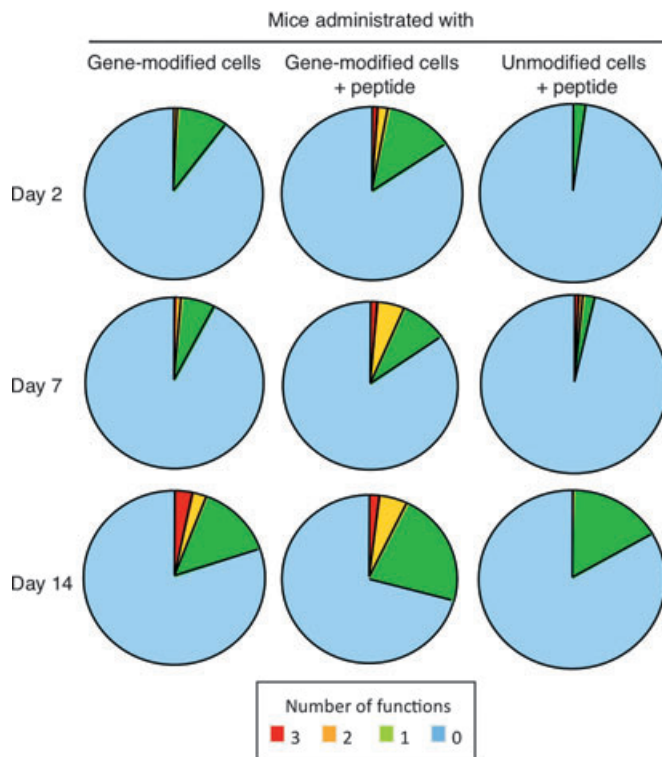 Mice administrated with
Gene-modified cells
Gene-modified cells
+ peptide
Unmodified cells
+ peptide
Day 2
Day 7
Day 14
Number of functions
3 2 1 0